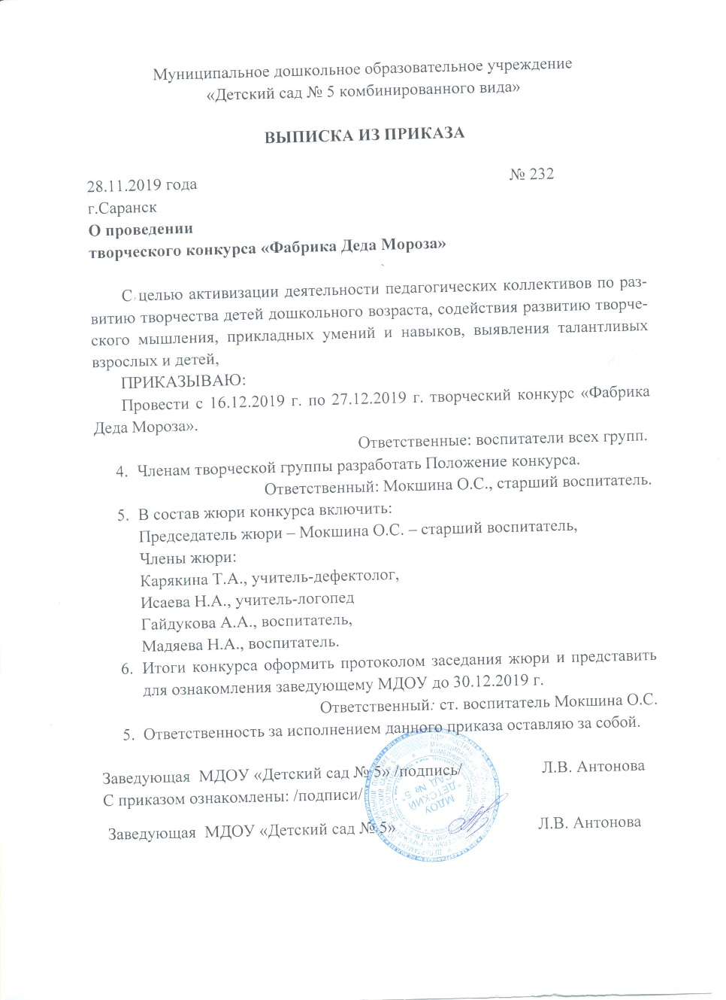 Муниципальное дошкольное образовательное учреждение
«Детский сад № 5 комбинированного вида»
ВЫПИСКА ИЗ ПРИКАЗА
28.11.2019 года № 232
г.Саранск
О проведении
творческого конкурса «Фабрика Деда Мороза»
С целью активизации деятельности педагогических коллективов по раз-
витию творчества детей дошкольного возраста, содействия развитию творче-
ского мышления, прикладных умений и навыков, выявления талантливых
взрослых и детей,
ПРИКАЗЫВАЮ:
Провести с 16.12.2019 г. по 27.12.2019 г. творческий конкурс «Фабрика
Деда Мороза».
Ответственные: воспитатели всех групп.
4. Членам творческой группы разработать Положение конкурса.
Ответственный: Мокшина О.С., старший воспитатель.
5. В состав жюри конкурса включить:
Председатель жюри – Мокшина О.С. – старший воспитатель,
Члены жюри:
Карякина Т.А., учитель-дефектолог,
Исаева Н.А., учитель-логопед
Гайдукова А.А., воспитатель,
Мадяева Н.А., воспитатель.
6. Итоги конкурса оформить протоколом заседания жюри и представить
для ознакомления заведующему МДОУ до 30.12.2019 г.
Ответственный: ст. воспитатель Мокшина О.С.
5. Ответственность за исполнением данного приказа оставляю за собой.
Заведующая МДОУ «Детский сад № 5» /подпись/ Л.В. Антонова
С приказом ознакомлены: /подписи/
Заведующая МДОУ «Детский сад № 5» Л.В. Антонова
МДОУ
"ДЕТСКИЙ
САД № 5"